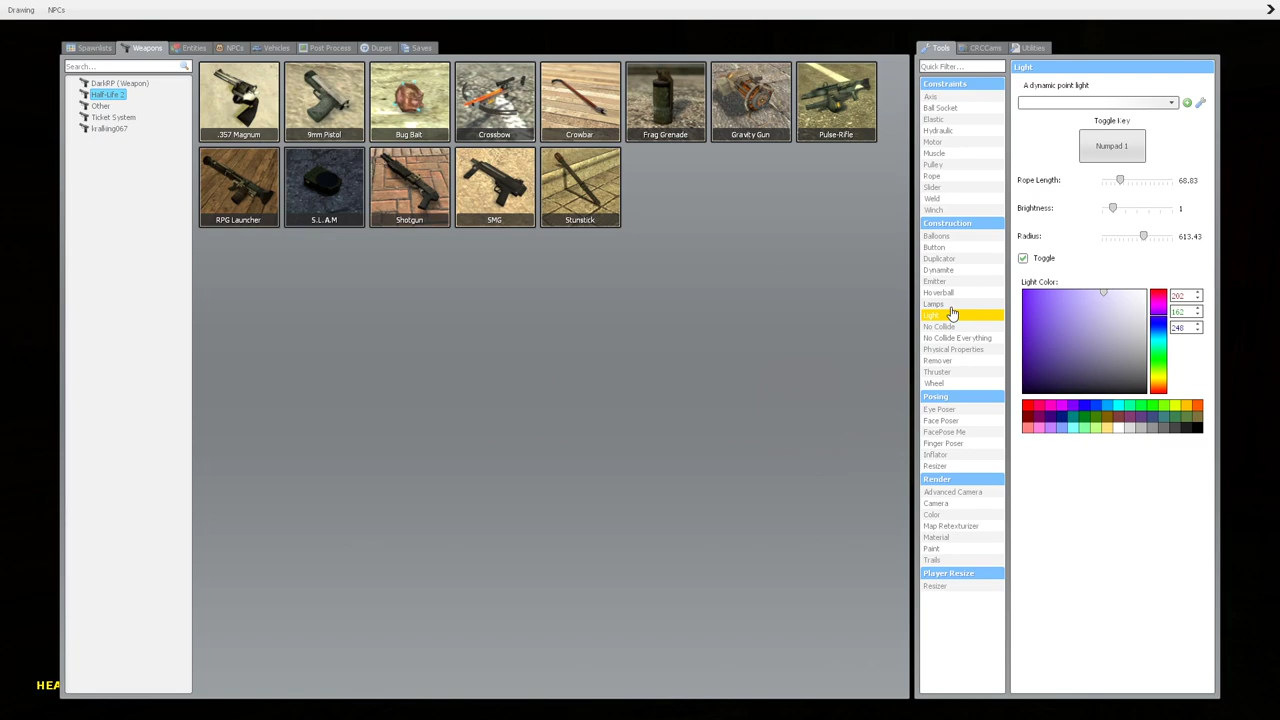 Drawing NPCs
Spawnlists Weapons Entities NPCs Vehicles Post Process Dupes Saves
Search...
DarkRP (Weapon)
Half-Life 2
Other
Ticket System
kralking067
.357 Magnum 9mm Pistol Bug Bait Crossbow Crowbar Frag Grenade Gravity Gun Pulse-Rifle
RPG Launcher S.L.A.M Shotgun SMG Stunstick
HEA
Tools CRCCams Utilities
Quick Filter...
Constraints
Axis
Ball Socket
Elastic
Hydraulic
Motor
Muscle
Pulley
Rope
Slider
Weld
Winch
Construction
Balloons
Button
Duplicator
Dynamite
Emitter
Hoverball
Lamps
Light
No Collide
No Collide Everything
Physical Properties
Remover
Thruster
Wheel
Posing
Eye Poser
Face Poser
FacePose Me
Finger Poser
Inflator
Resizer
Render
Advanced Camera
Camera
Color
Map Retexturizer
Material
Paint
Trails
Player Resize
Resizer
Light
A dynamic point light
Toggle Key
Numpad 1
Rope Length: 68.83
Brightness: 1
Radius: 613.43
Toggle
Light Color:
202
162
248